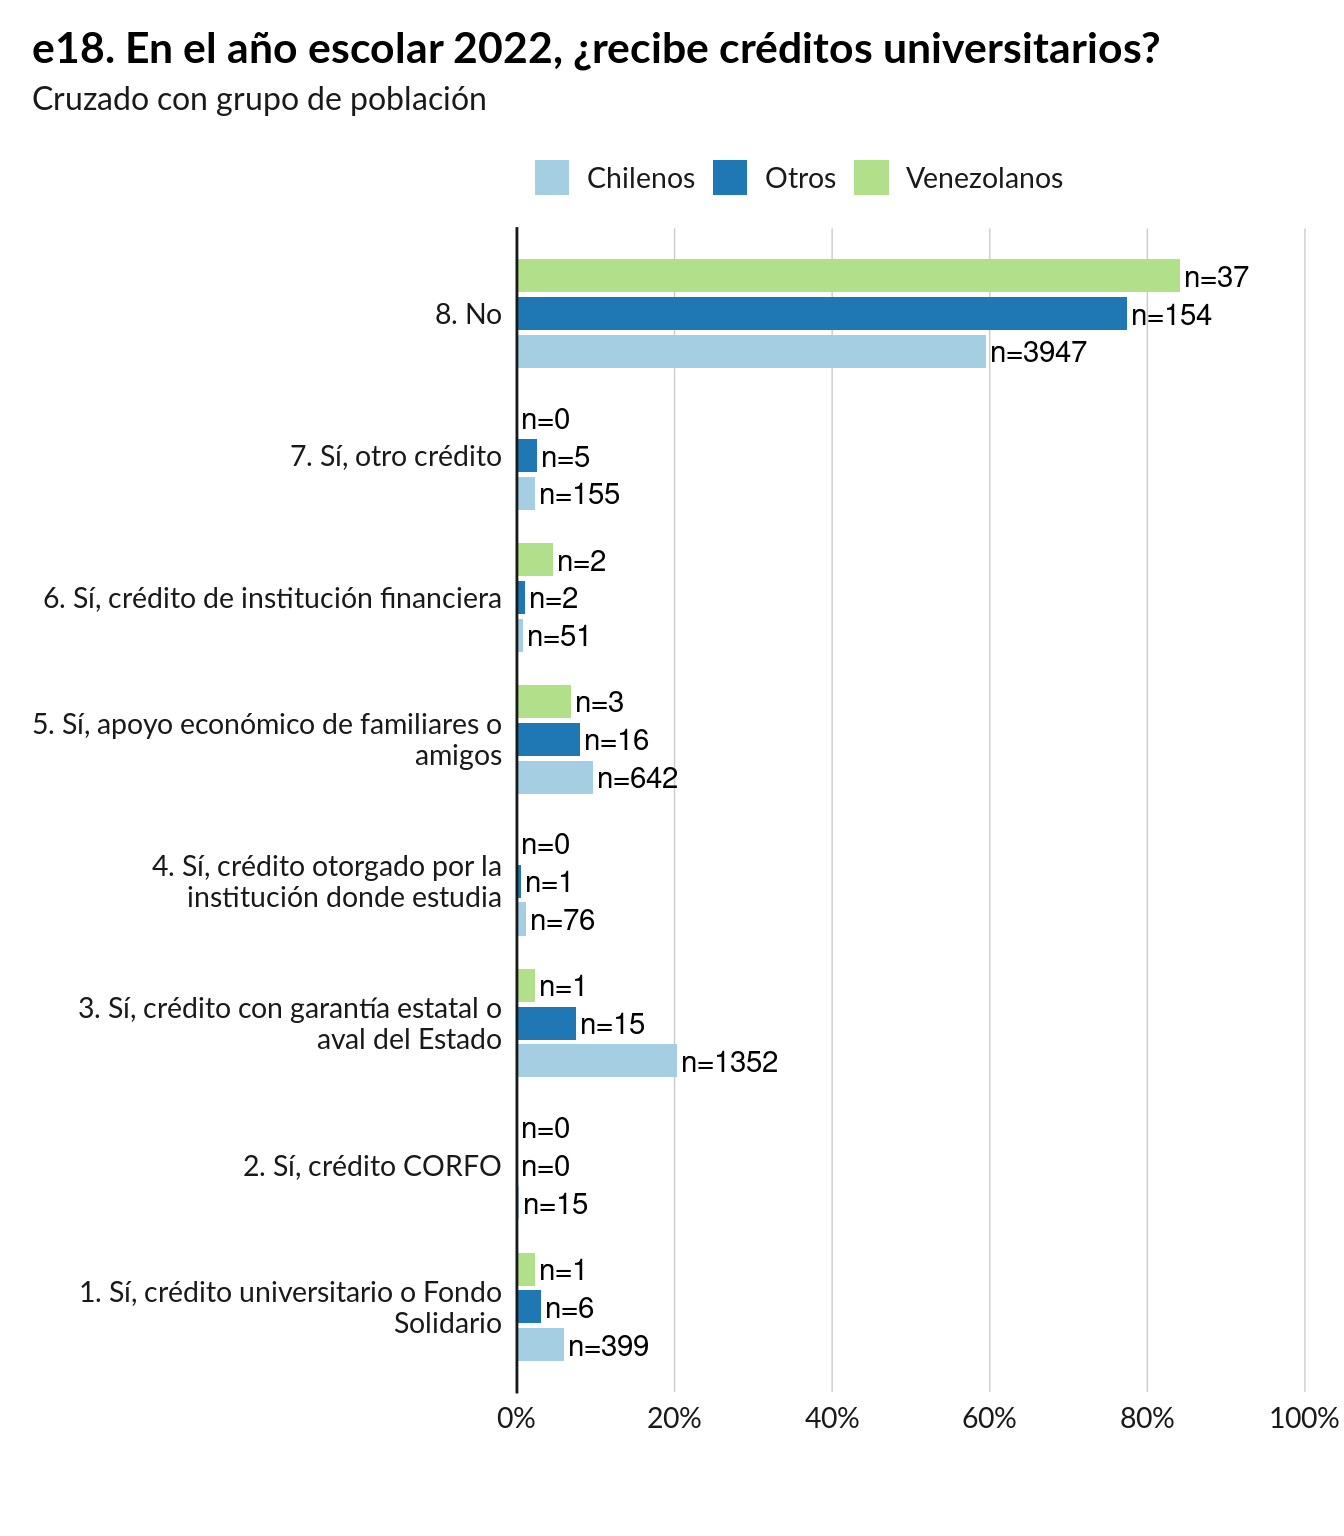 e18. En el año escolar 2022, ¿recibe créditos universitarios?
Cruzado con grupo de población
Chilenos
Otros
Venezolanos
8. No
n=37
n=154
n=3947
7. Sí, otro crédito
n=0
n=5
n=155
6. Sí, crédito de institución financiera
n=2
n=2
n=51
5. Sí, apoyo económico de familiares o
amigos
n=3
n=16
n=642
4. Sí, crédito otorgado por la
institución donde estudia
n=0
n=1
n=76
3. Sí, crédito con garantía estatal o
aval del Estado
n=1
n=15
n=1352
2. Sí, crédito CORFO
n=0
n=0
n=15
1. Sí, crédito universitario o Fondo
Solidario
n=1
n=6
n=399
0%
20%
40%
60%
80%
100%